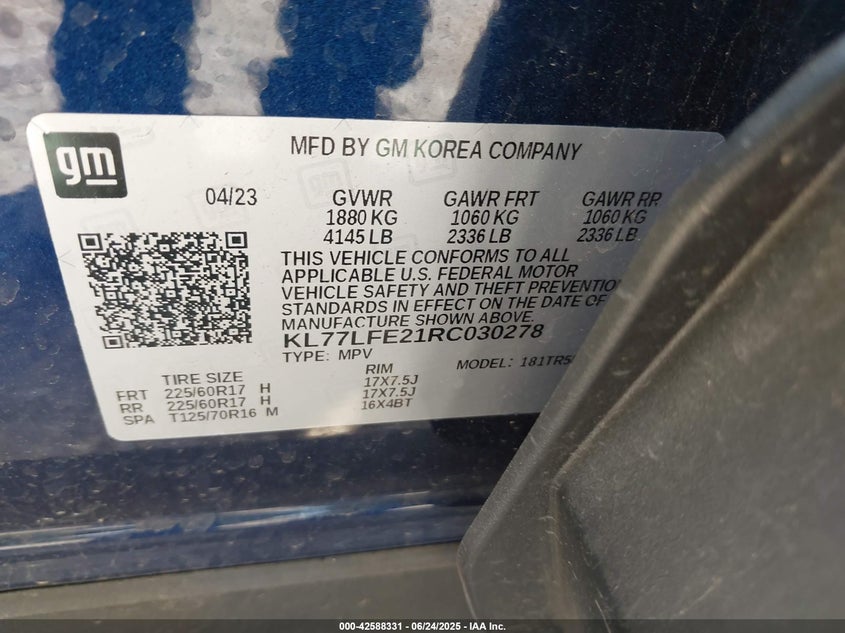 gm
MFD BY GM KOREA COMPANY
04/23 GVWR GAWR FRT GAWR RR
1880 KG 1060 KG 1060 KG
4145 LB 2336 LB 2336 LB
THIS VEHICLE CONFORMS TO ALL
APPLICABLE U.S. FEDERAL MOTOR
VEHICLE SAFETY AND THEFT PREVENTION
STANDARDS IN EFFECT ON THE DATE OF
MANUFACTURE SHOWN ABOVE.
KL77LFE21RC030278
TYPE: MPV MODEL: 181TR5/
TIRE SIZE RIM
FRT 225/60R17 H 17X7.5J
RR 225/60R17 H 17X7.5J
SPA T125/70R16 M 16X4BT
000-42588331 - 06/24/2025 - IAA Inc.